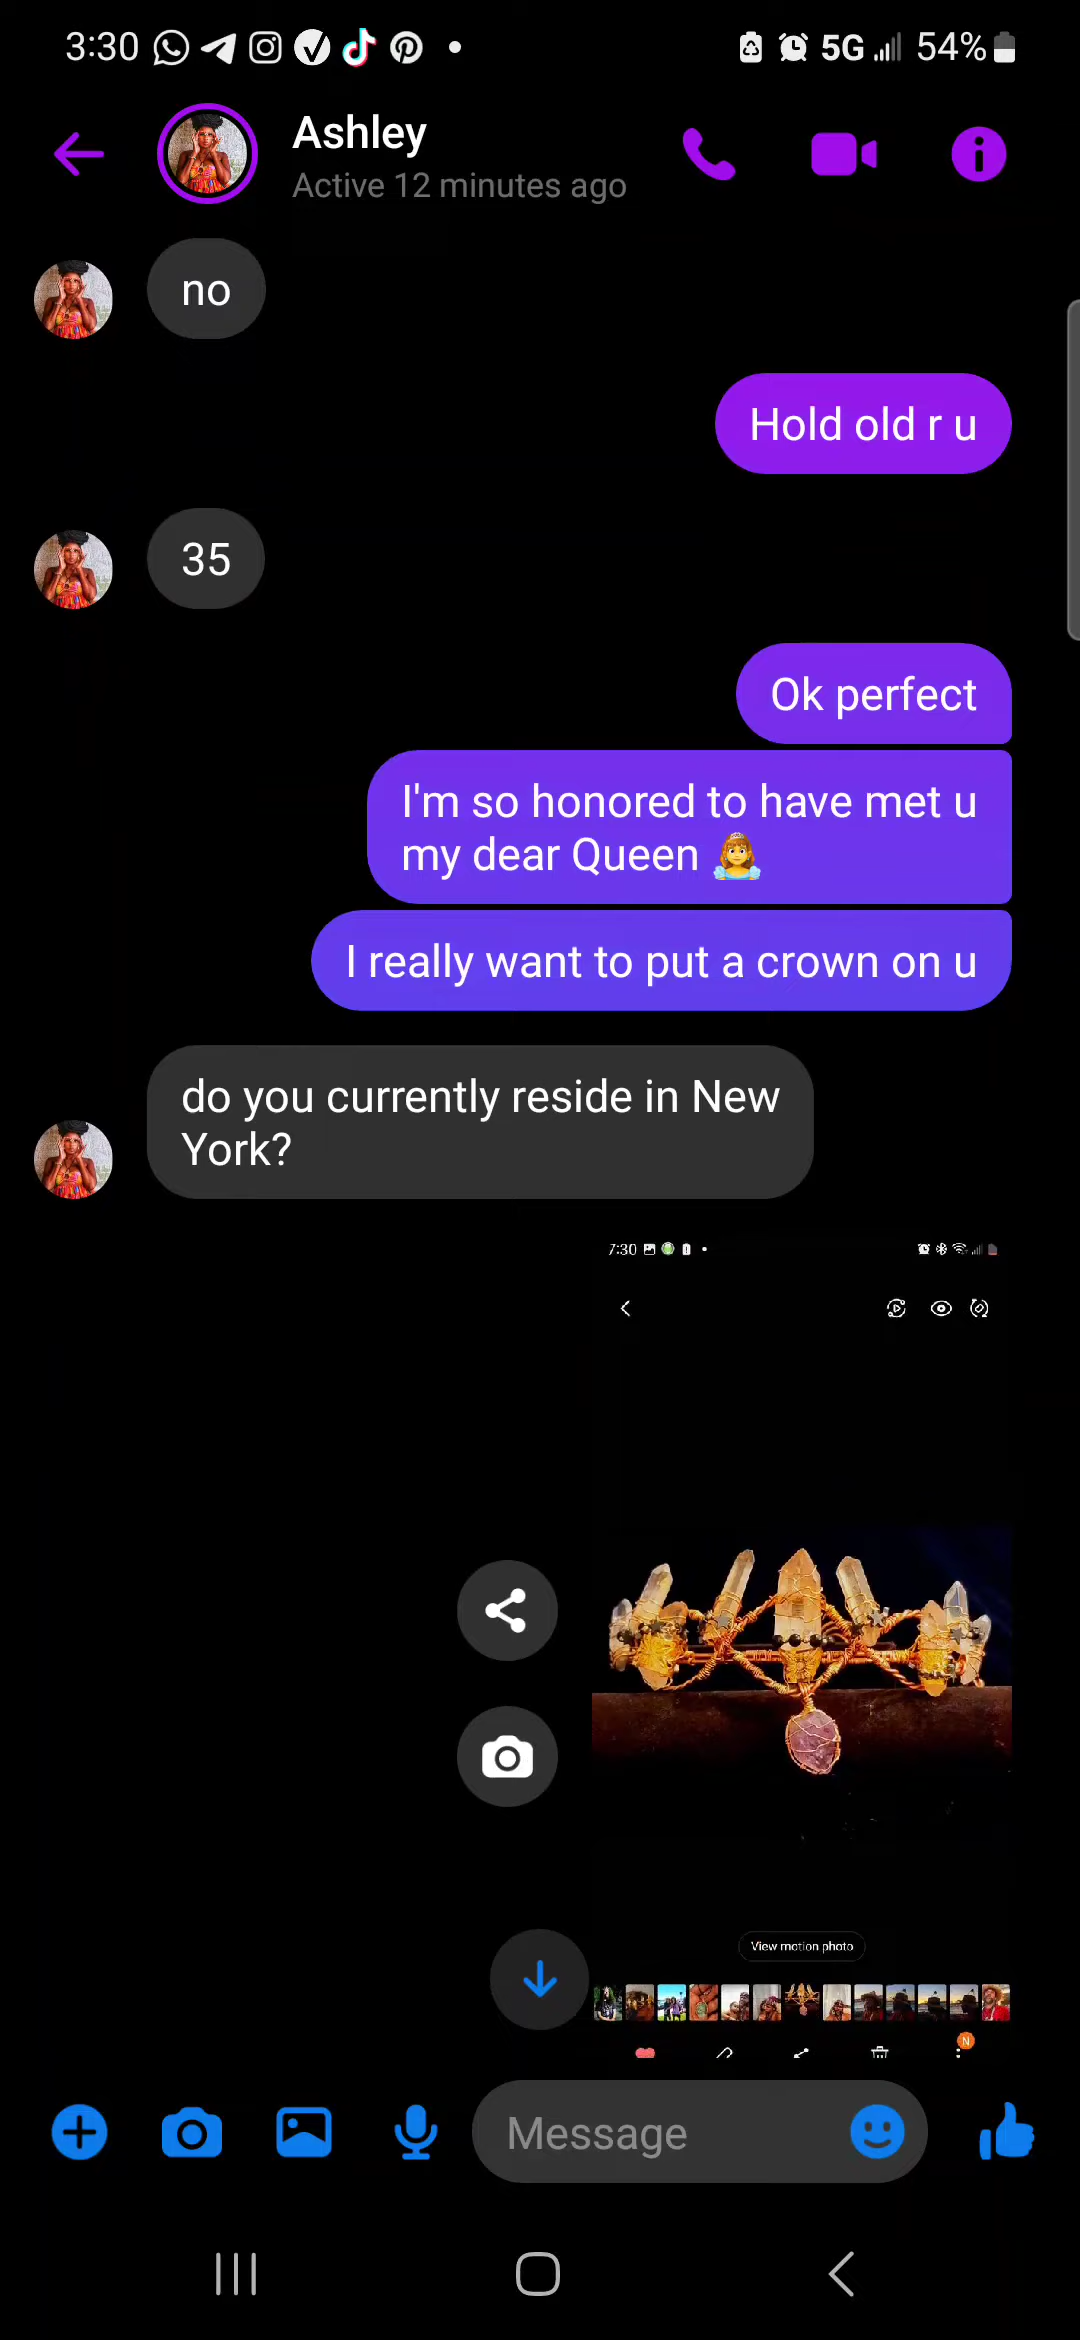 3:30 5G 54%
Ashley
Active 12 minutes ago
no
Hold old r u
35
Ok perfect
I'm so honored to have met u
my dear Queen 👸
I really want to put a crown on u
do you currently reside in New
York?
7:30
View motion photo
N
Message